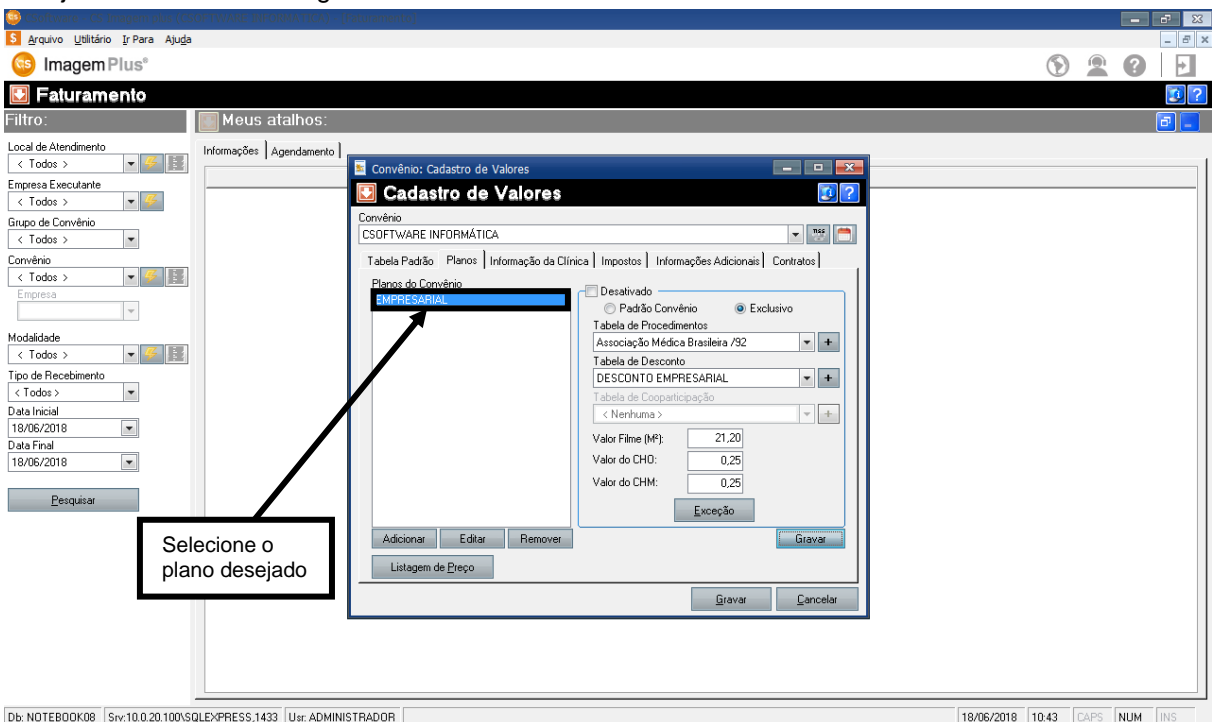 Arquivo Utilitário Ir Para Ajuda
ImagemPlus®
Faturamento
Filtro:
Meus atalhos:
Local de Atendimento
< Todos >
Empresa Executante
< Todos >
Grupo de Convênio
< Todos >
Convênio
< Todos >
Empresa
Modalidade
< Todos >
Tipo de Recebimento
< Todos >
Data Inicial
18/06/2018
Data Final
18/06/2018
Pesquisar
Informações Agendamento
Convênio: Cadastro de Valores
Cadastro de Valores
Convênio
CSOFTWARE INFORMÁTICA
Tabela Padrão Planos Informação da Clínica Impostos Informações Adicionais Contratos
Planos do Convênio
EMPRESARIAL
Desativado
Padrão Convênio Exclusivo
Tabela de Procedimentos
Associação Médica Brasileira /92
Tabela de Desconto
DESCONTO EMPRESARIAL
Tabela de Cooparticipação
< Nenhuma >
Valor Filme (M²): 21,20
Valor do CHO: 0,25
Valor do CHM: 0,25
Exceção
Adicionar Editar Remover Gravar
Listagem de Preço
Gravar Cancelar
Selecione o
plano desejado
Db: NOTEBOOK08 Srv:10.0.20.100\SQLEXPRESS,1433 Usr: ADMINISTRADOR 18/06/2018 10:43 CAPS NUM INS